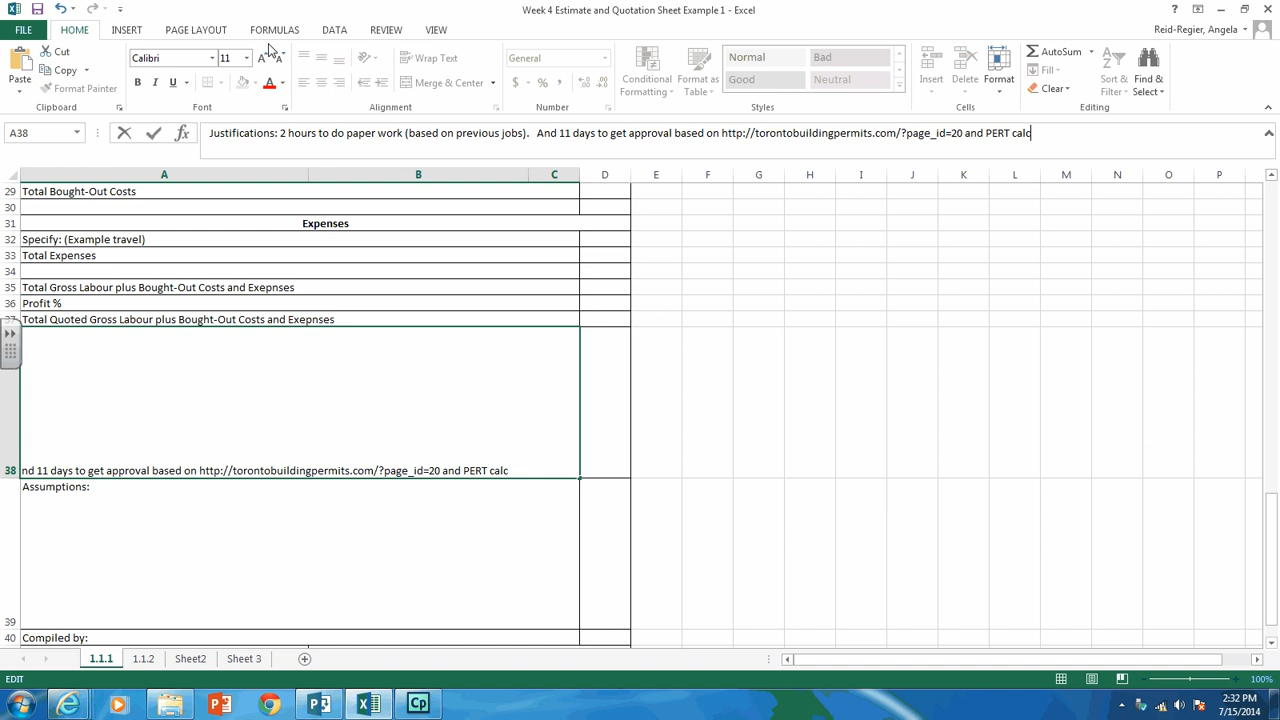 Week 4 Estimate and Quotation Sheet Example 1 - Excel
FILE HOME INSERT PAGE LAYOUT FORMULAS DATA REVIEW VIEW Reid-Regier, Angela
Paste Cut Copy Format Painter Clipboard
Calibri 11 B I U A Font
Wrap Text Merge & Center Alignment
General $ % , Number
Conditional Formatting Format as Table Normal Bad Good Neutral Styles
Insert Delete Format Cells
AutoSum Fill Clear Sort & Filter Find & Select Editing
A38 fx Justifications: 2 hours to do paper work (based on previous jobs). And 11 days to get approval based on http://torontobuildingpermits.com/?page_id=20 and PERT calc
A B C D E F G H I J K L M N O P
29 Total Bought-Out Costs
30
31 Expenses
32 Specify: (Example travel)
33 Total Expenses
34
35 Total Gross Labour plus Bought-Out Costs and Exepnses
36 Profit %
37 Total Quoted Gross Labour plus Bought-Out Costs and Exepnses
38 nd 11 days to get approval based on http://torontobuildingpermits.com/?page_id=20 and PERT calc
Assumptions:
39
40 Compiled by:
1.1.1 1.1.2 Sheet2 Sheet 3
EDIT 100%
2:32 PM
7/15/2014